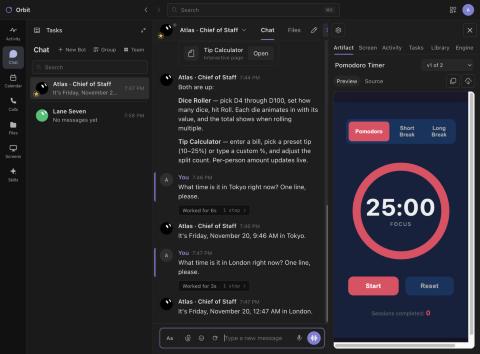 Orbit
Search
Activity
Chat
Calendar
Calls
Files
Screens
Skills
Tasks
Chat
+ New Bot
Group
Team
Search
Atlas · Chief of Staff 7:47 PM
It's Friday, November 2...
Lane Seven 7:38 PM
No messages yet
Atlas · Chief of Staff
Chat
Files
Tip Calculator
Interactive page
Open
Atlas · Chief of Staff 7:44 PM
Both are up:
Dice Roller — pick D4 through D100, set how
many dice, hit Roll. Each die animates in with its
value, and the total shows when rolling
multiple.
Tip Calculator — enter a bill, pick a preset tip
(10–25%) or type a custom %, and adjust the
split count. Per-person amount updates live.
A
You 7:46 PM
What time is it in Tokyo right now? One line,
please.
Worked for 6s 1 step
Atlas · Chief of Staff 7:46 PM
It's Friday, November 20, 9:46 AM in Tokyo.
A
You 7:47 PM
What time is it in London right now? One line,
please.
Worked for 3s 1 step
Atlas · Chief of Staff 7:47 PM
It's Friday, November 20, 12:47 AM in London.
Aa
Type a new message
A
Artifact
Screen
Activity
Tasks
Library
Engine
Pomodoro Timer
v1 of 2
Preview
Source
Pomodoro
Short
Break
Long
Break
25:00
FOCUS
Start
Reset
Sessions completed: 0